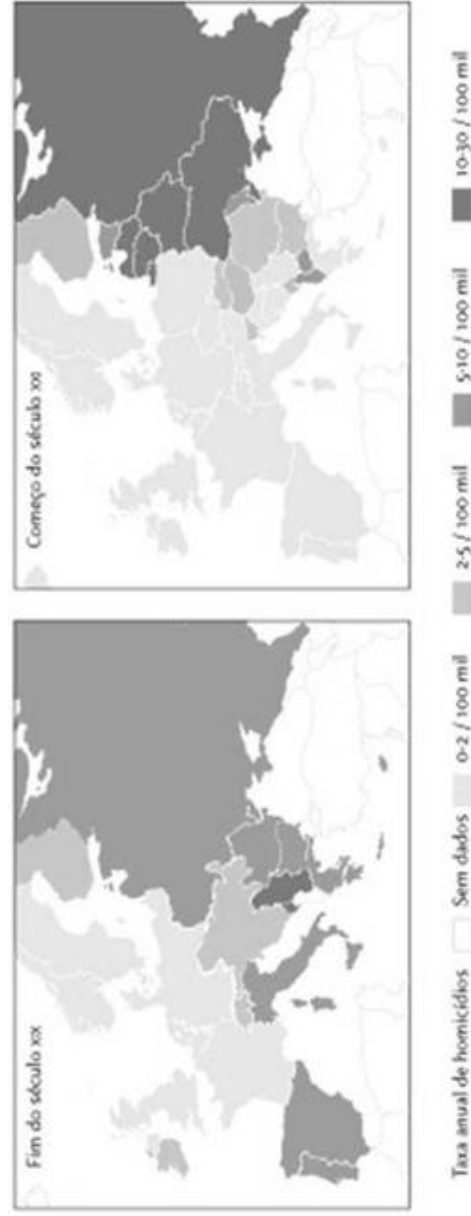 Fim do século XIX
Começo do século XXI
Taxa anual de homicídios
Sem dados
0-2 / 100 mil
2-5 / 100 mil
5-10 / 100 mil
10-30 / 100 mil